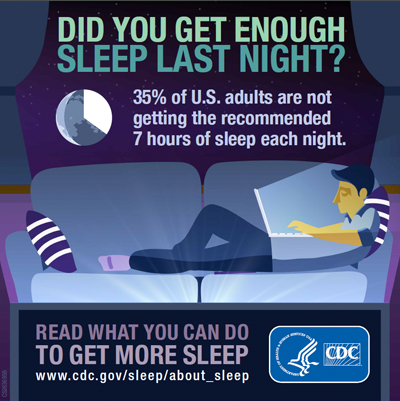 DID YOU GET ENOUGH
SLEEP LAST NIGHT?
35% of U.S. adults are not
getting the recommended
7 hours of sleep each night.
READ WHAT YOU CAN DO
TO GET MORE SLEEP
www.cdc.gov/sleep/about_sleep
CDC